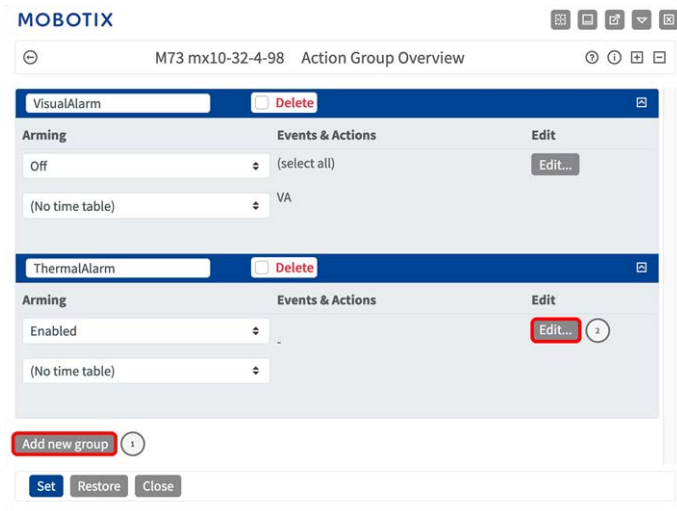 MOBOTIX
M73 mx10-32-4-98 Action Group Overview
VisualAlarm Delete
Arming Events & Actions Edit
Off (select all) Edit...
(No time table) VA
ThermalAlarm Delete
Arming Events & Actions Edit
Enabled - Edit... 2
(No time table)
Add new group 1
Set Restore Close